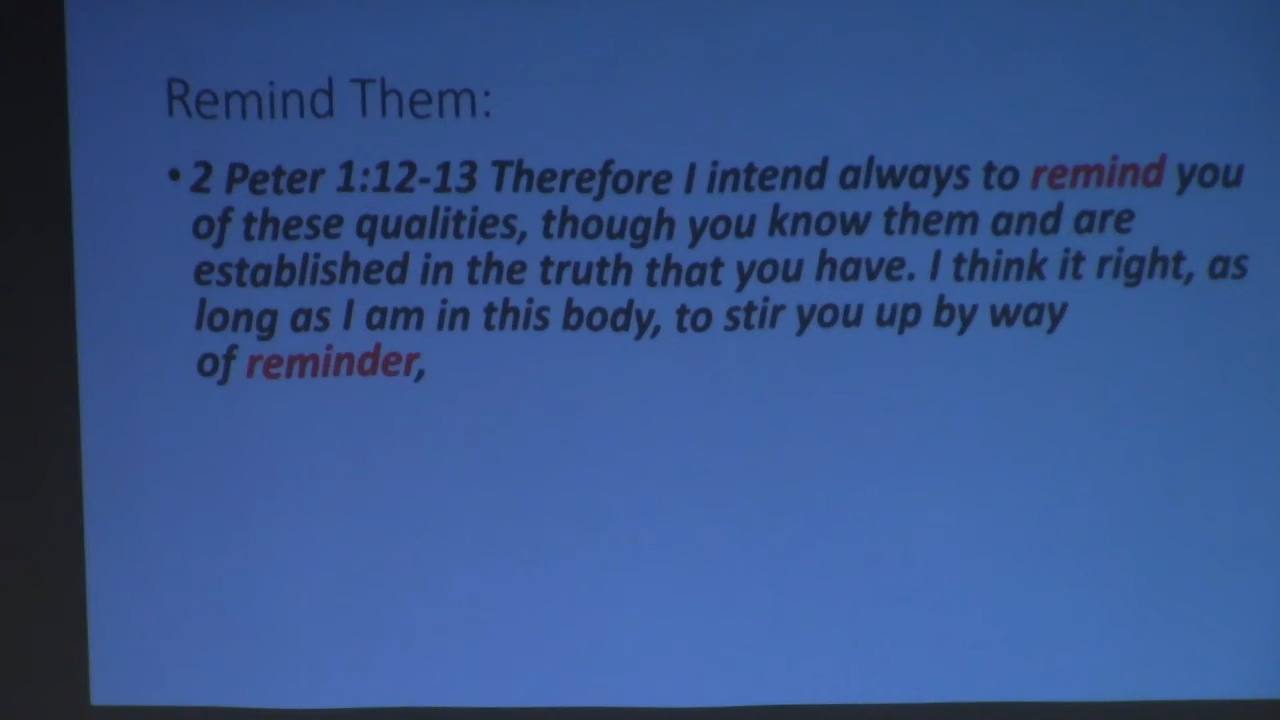 Remind Them:
• 2 Peter 1:12-13 Therefore I intend always to remind you
of these qualities, though you know them and are
established in the truth that you have. I think it right, as
long as I am in this body, to stir you up by way
of reminder,